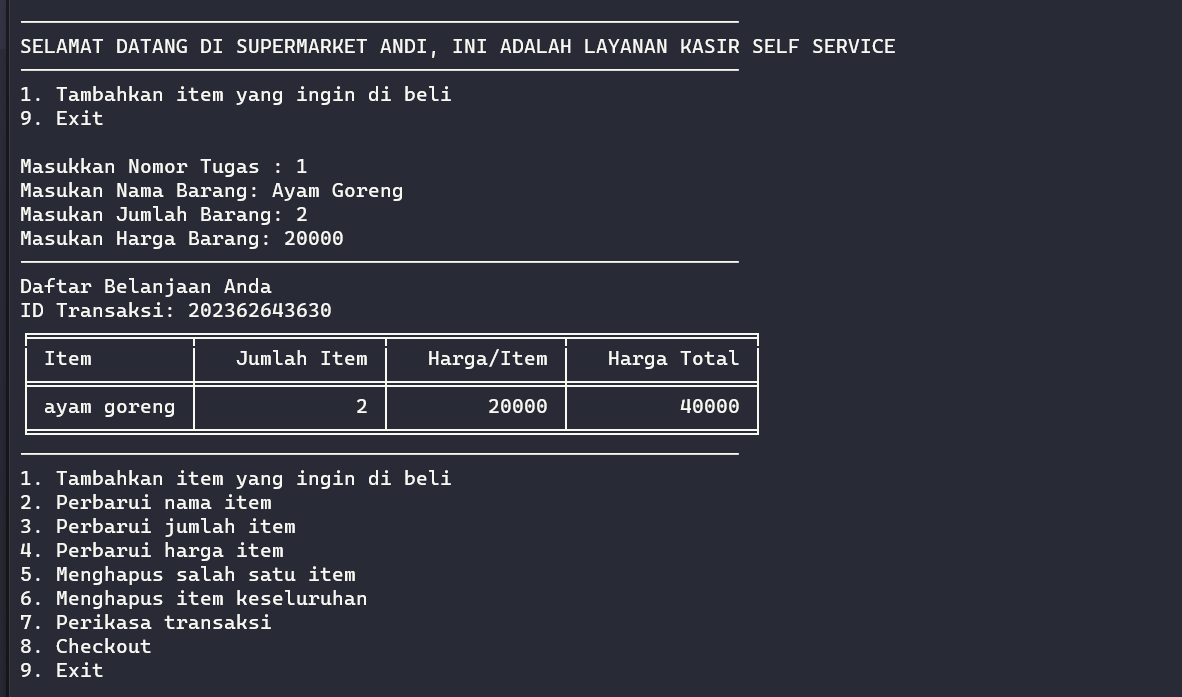 SELAMAT DATANG DI SUPERMARKET ANDI, INI ADALAH LAYANAN KASIR SELF SERVICE
1. Tambahkan item yang ingin di beli
9. Exit
Masukkan Nomor Tugas : 1
Masukan Nama Barang: Ayam Goreng
Masukan Jumlah Barang: 2
Masukan Harga Barang: 20000
Daftar Belanjaan Anda
ID Transaksi: 202362643630
Item Jumlah Item Harga/Item Harga Total
ayam goreng 2 20000 40000
1. Tambahkan item yang ingin di beli
2. Perbarui nama item
3. Perbarui jumlah item
4. Perbarui harga item
5. Menghapus salah satu item
6. Menghapus item keseluruhan
7. Perikasa transaksi
8. Checkout
9. Exit